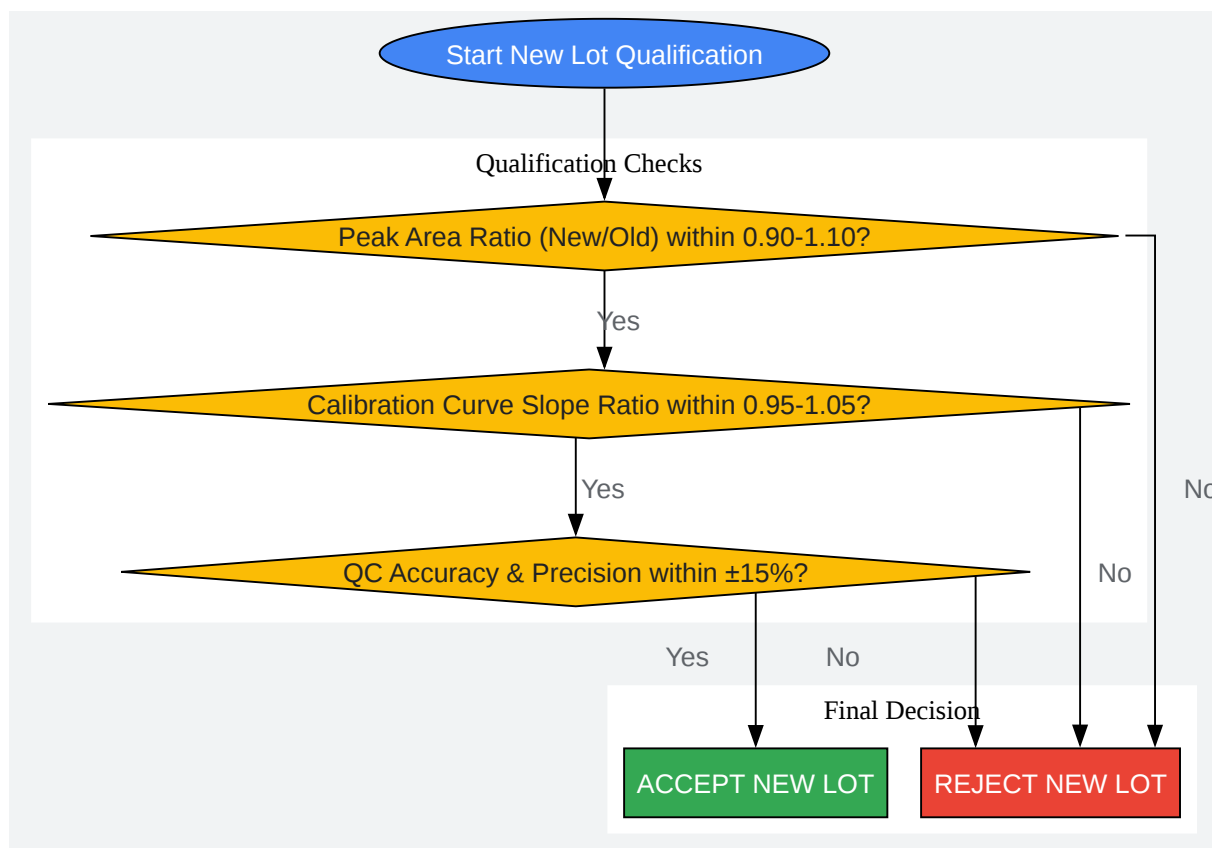 Start New Lot Qualification
Qualification Checks
Peak Area Ratio (New/Old) within 0.90-1.10?
Yes
Calibration Curve Slope Ratio within 0.95-1.05?
Yes
No
QC Accuracy & Precision within ±15%?
No
Yes
No
Final Decision
ACCEPT NEW LOT
REJECT NEW LOT